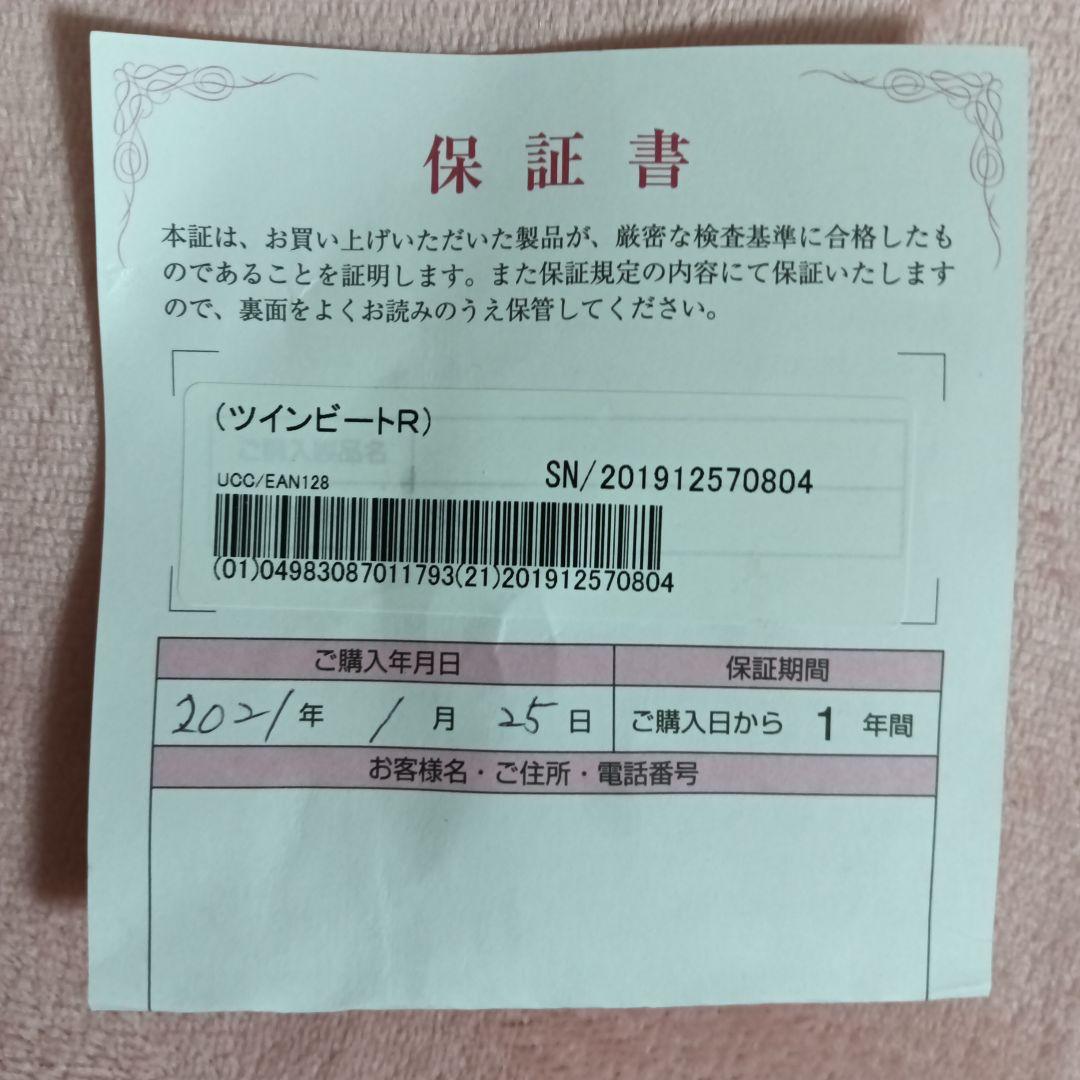 保証書
本証は、お買い上げいただいた製品が、厳密な検査基準に合格したも
のであることを証明します。また保証規定の内容にて保証いたします
ので、裏面をよくお読みのうえ保管してください。
(ツインビートR)
UCC/EAN128 SN/201912570804
(01)04983087011793(21)201912570804
ご購入年月日 保証期間
2021年 1月 25日 ご購入日から 1 年間
お客様名・ご住所・電話番号